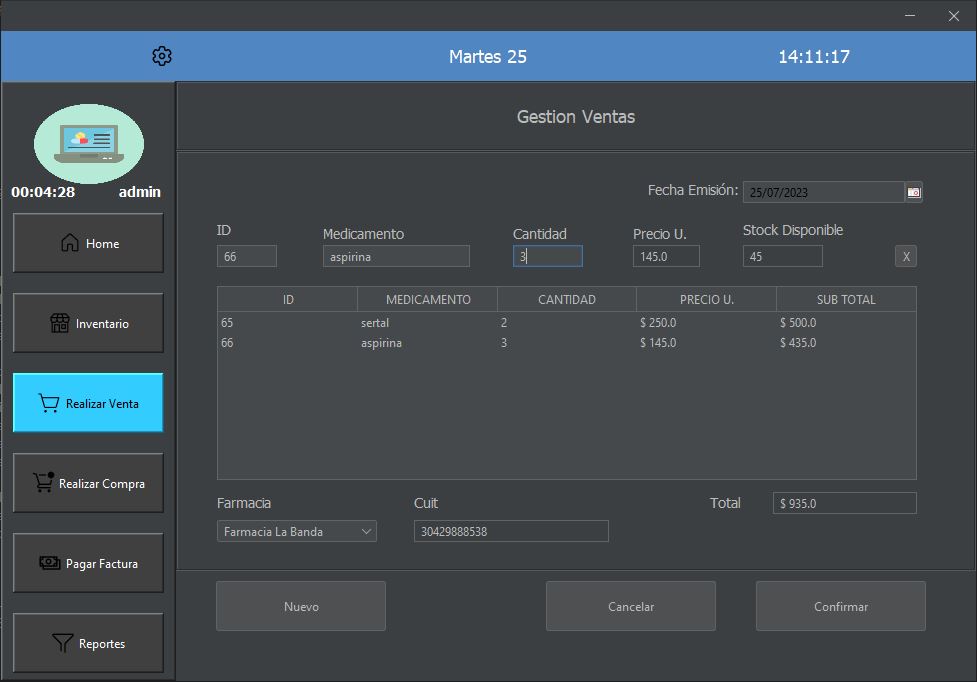 Martes 25
14:11:17
00:04:28 admin
Home
Inventario
Realizar Venta
Realizar Compra
Pagar Factura
Reportes
Gestion Ventas
Fecha Emisión: 25/07/2023
ID Medicamento Cantidad Precio U. Stock Disponible
66 aspirina 3 145.0 45 X
ID MEDICAMENTO CANTIDAD PRECIO U. SUB TOTAL
65 sertal 2 $ 250.0 $ 500.0
66 aspirina 3 $ 145.0 $ 435.0
Farmacia Cuit Total $ 935.0
Farmacia La Banda 30429888538
Nuevo Cancelar Confirmar